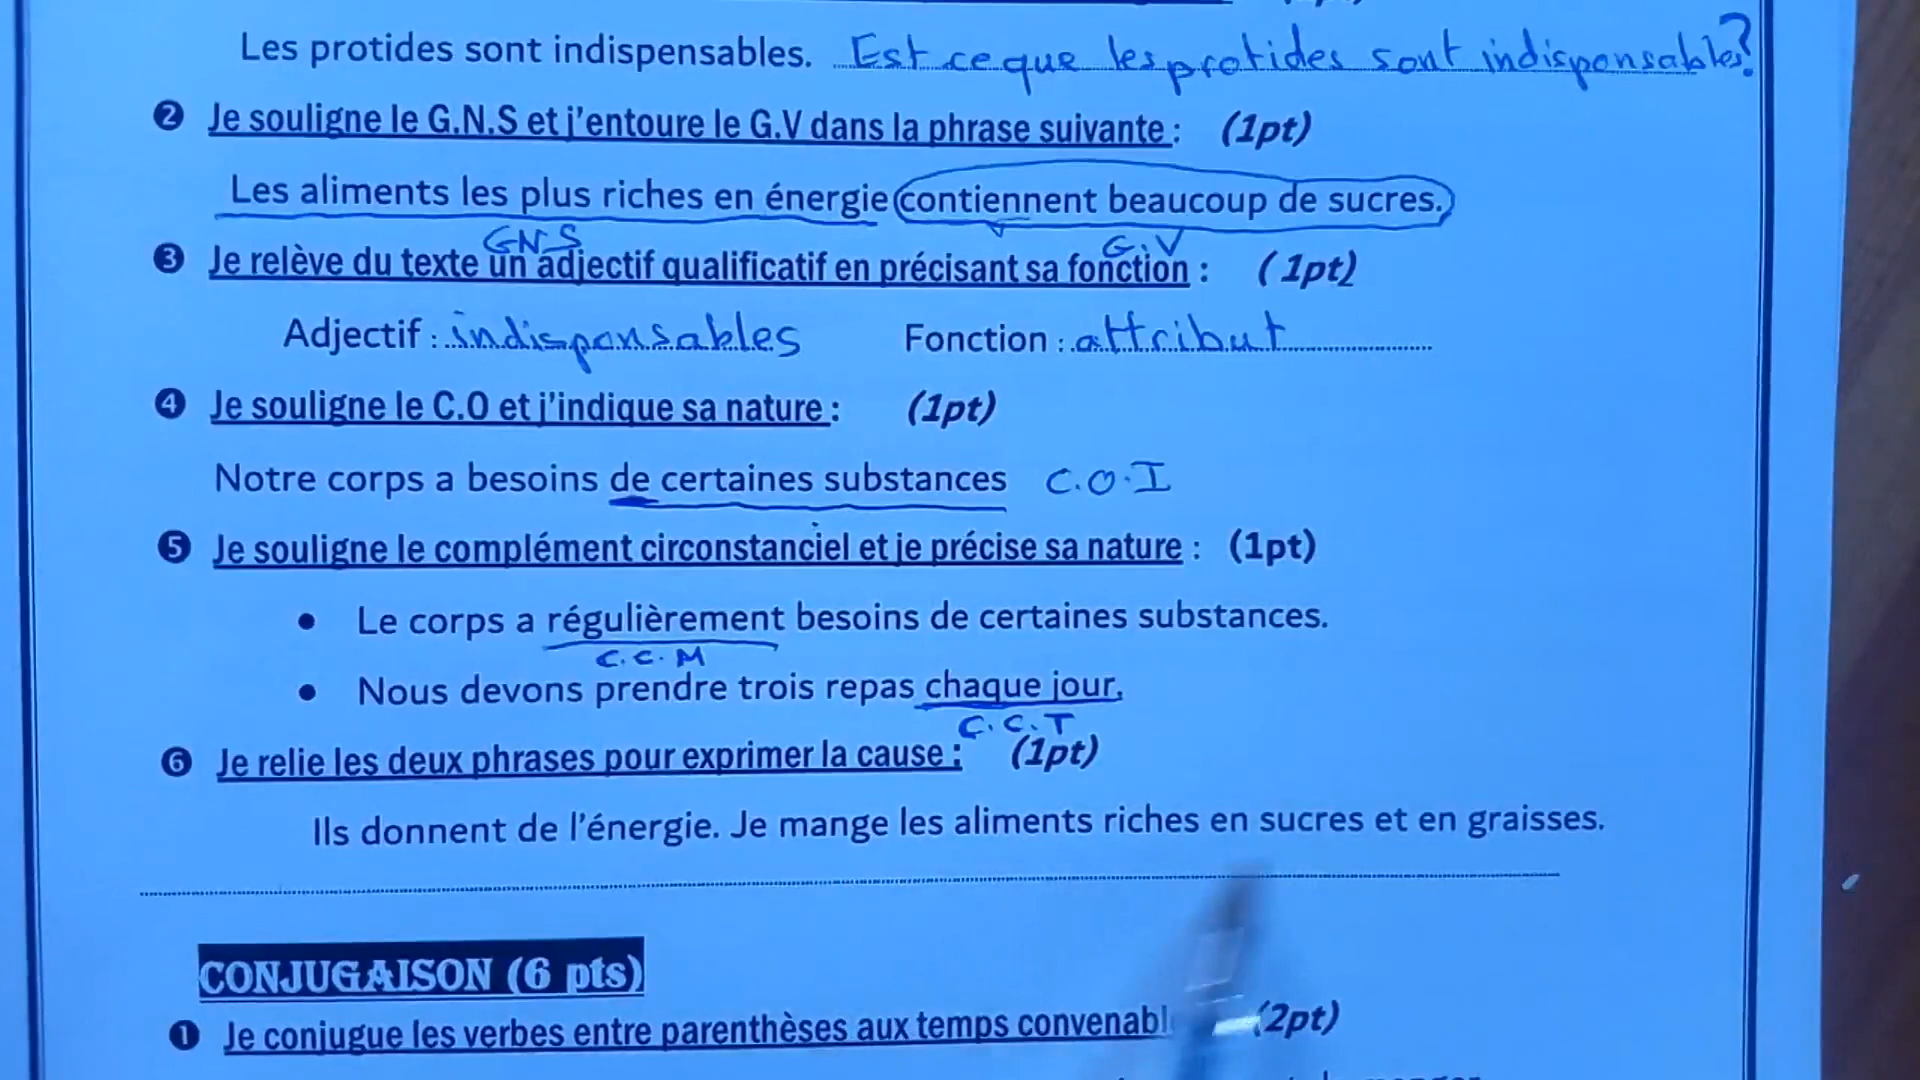 Les protides sont indispensables. Est ce que les protides sont indisponsables?
❷ Je souligne le G.N.S et j'entoure le G.V dans la phrase suivante : (1pt)
Les aliments les plus riches en énergie contiennent beaucoup de sucres.
G.N.S G.V
❸ Je relève du texte un adjectif qualificatif en précisant sa fonction : (1pt)
Adjectif : indisponsables Fonction : attribut
❹ Je souligne le C.O et j'indique sa nature : (1pt)
Notre corps a besoins de certaines substances C.O.I
❺ Je souligne le complément circonstanciel et je précise sa nature : (1pt)
• Le corps a régulièrement besoins de certaines substances.
C.C.M
• Nous devons prendre trois repas chaque jour.
C.C.T
❻ Je relie les deux phrases pour exprimer la cause : (1pt)
Ils donnent de l'énergie. Je mange les aliments riches en sucres et en graisses.
CONJUGAISON (6 pts)
❶ Je conjugue les verbes entre parenthèses aux temps convenabl (2pt)